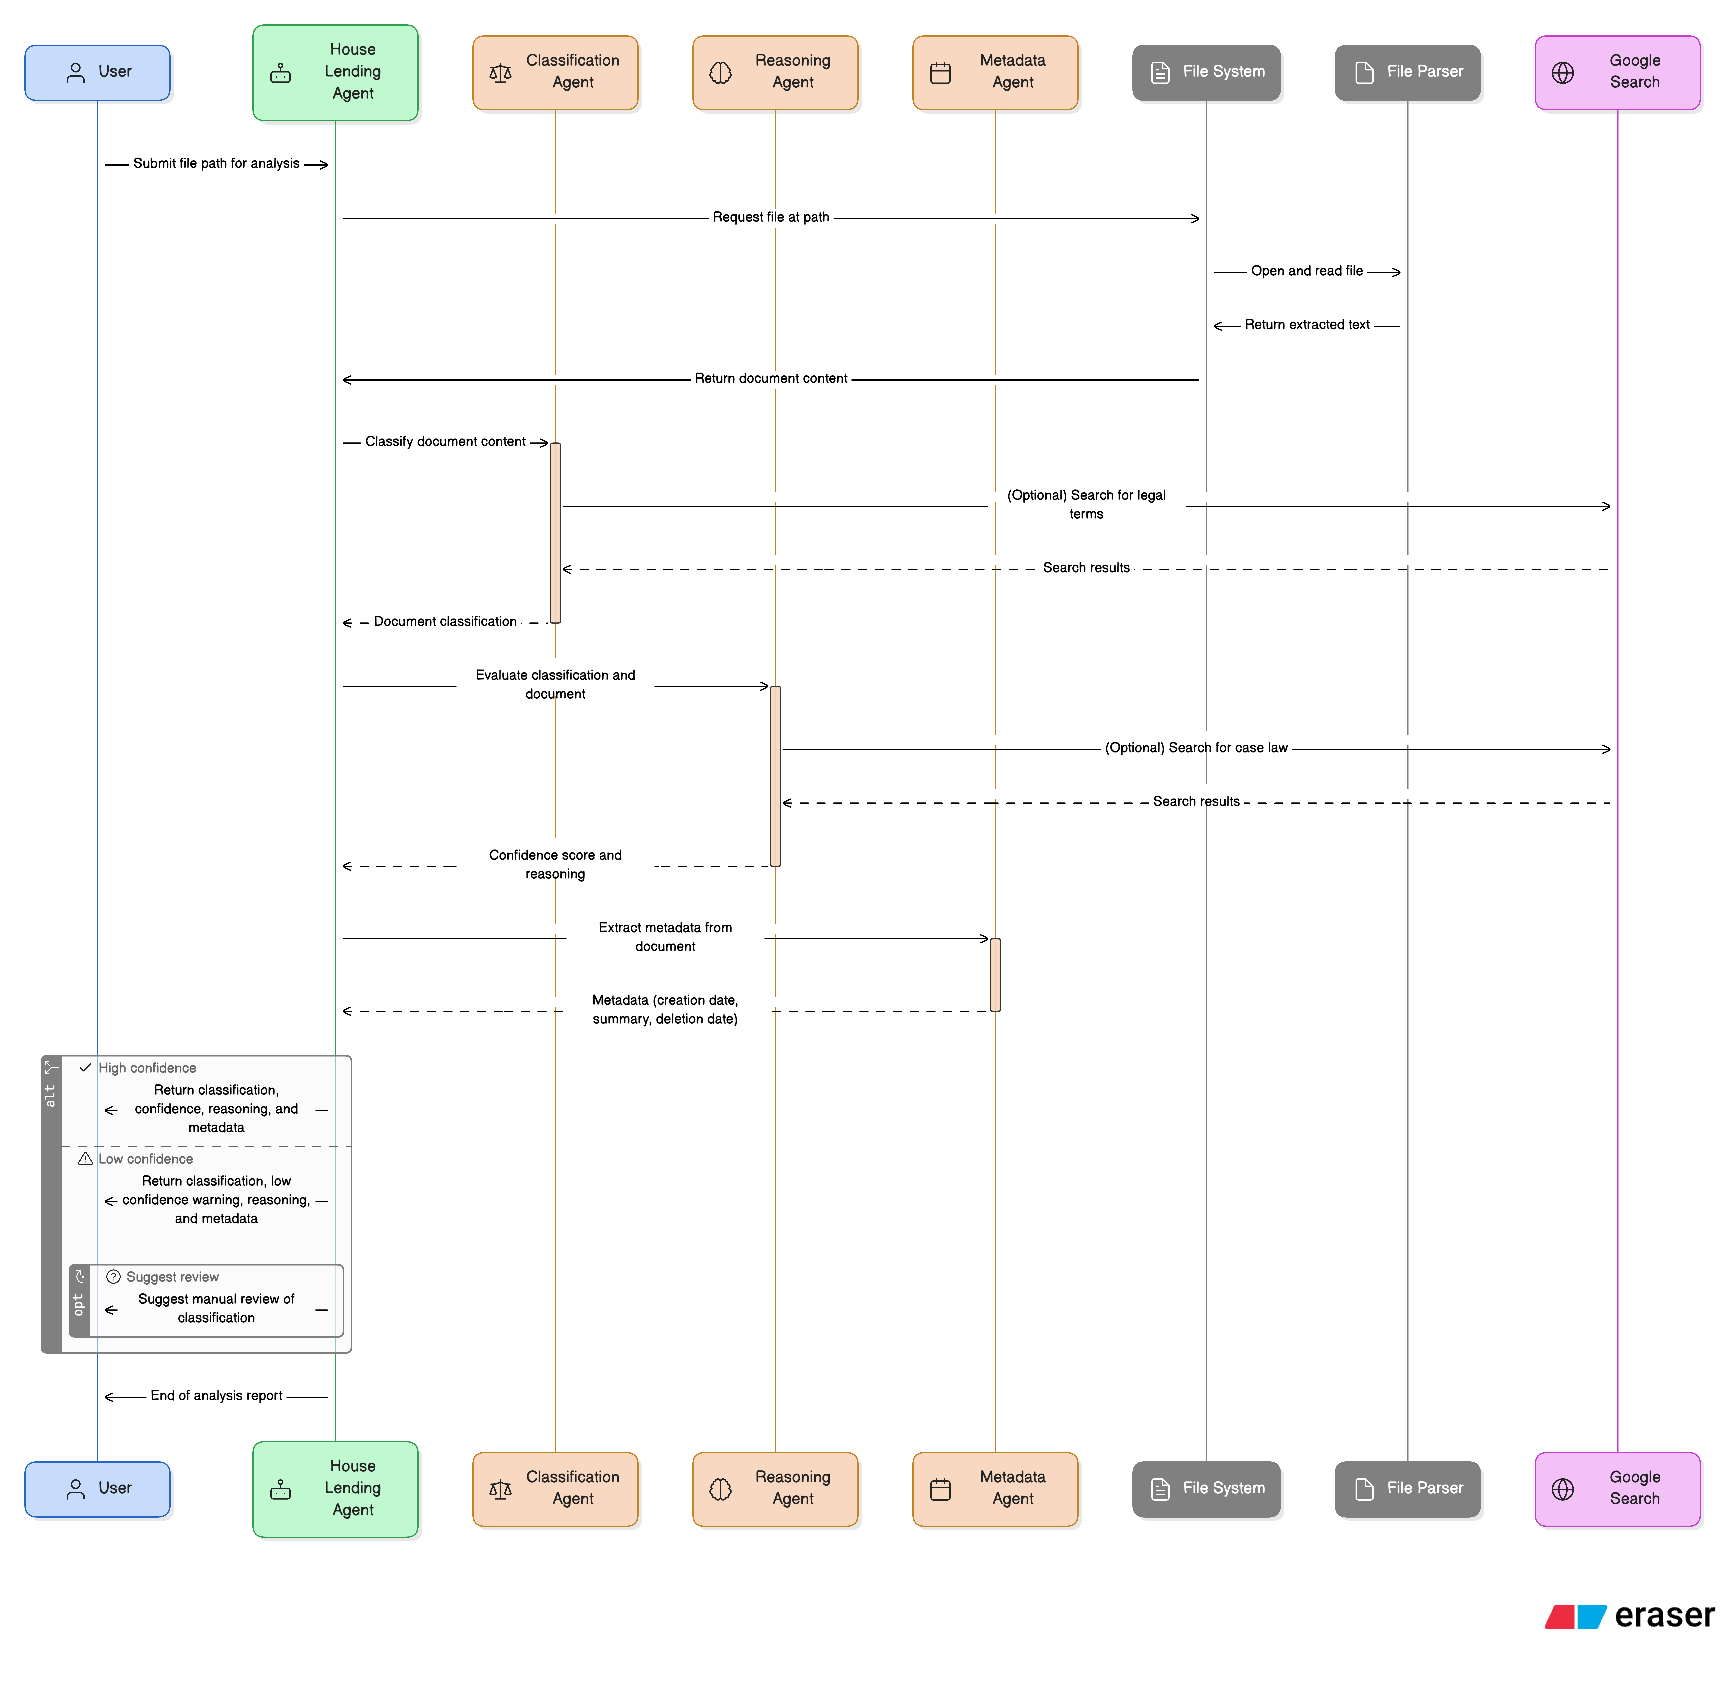 User
House
Lending
Agent
Classification
Agent
Reasoning
Agent
Metadata
Agent
File System
File Parser
Google
Search
Submit file path for analysis
Request file at path
Open and read file
Return extracted text
Return document content
Classify document content
(Optional) Search for legal
terms
Search results
Document classification
Evaluate classification and
document
(Optional) Search for case law
Search results
Confidence score and
reasoning
Extract metadata from
document
Metadata (creation date,
summary, deletion date)
alt
High confidence
Return classification,
confidence, reasoning, and
metadata
Low confidence
Return classification, low
confidence warning, reasoning,
and metadata
opt
Suggest review
Suggest manual review of
classification
End of analysis report
User
House
Lending
Agent
Classification
Agent
Reasoning
Agent
Metadata
Agent
File System
File Parser
Google
Search
eraser